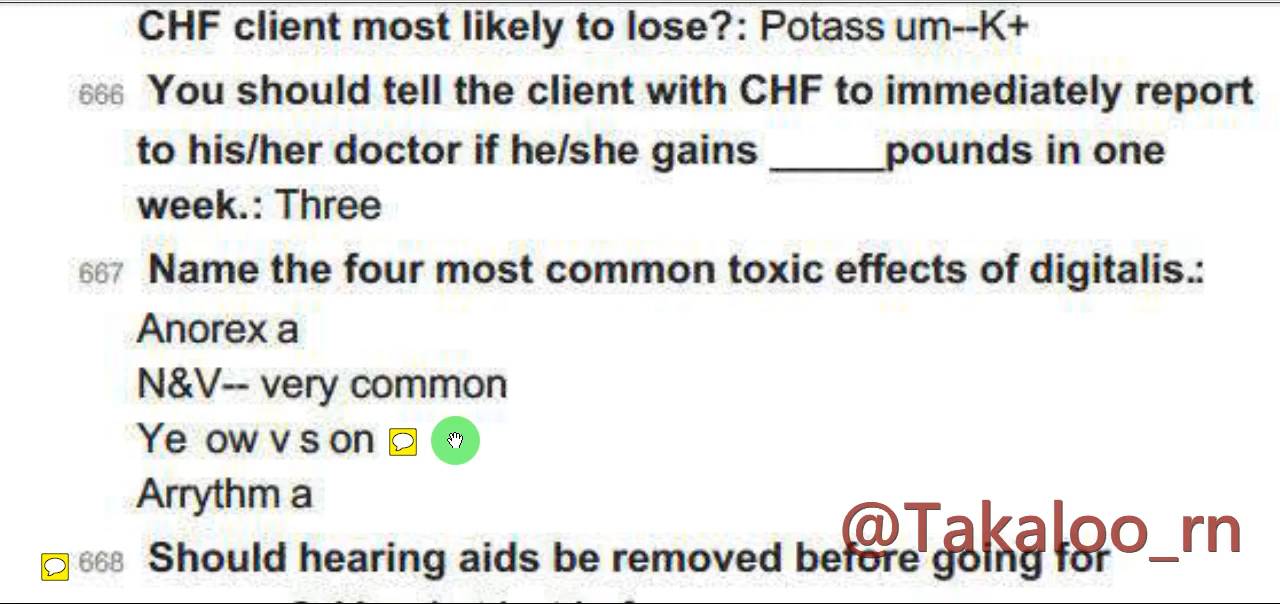 CHF client most likely to lose?: Potass um--K+
666 You should tell the client with CHF to immediately report
to his/her doctor if he/she gains _____pounds in one
week.: Three
667 Name the four most common toxic effects of digitalis.:
Anorex a
N&V-- very common
Ye ow v s on
Arrythm a
@Takaloo_rn
668 Should hearing aids be removed before going for